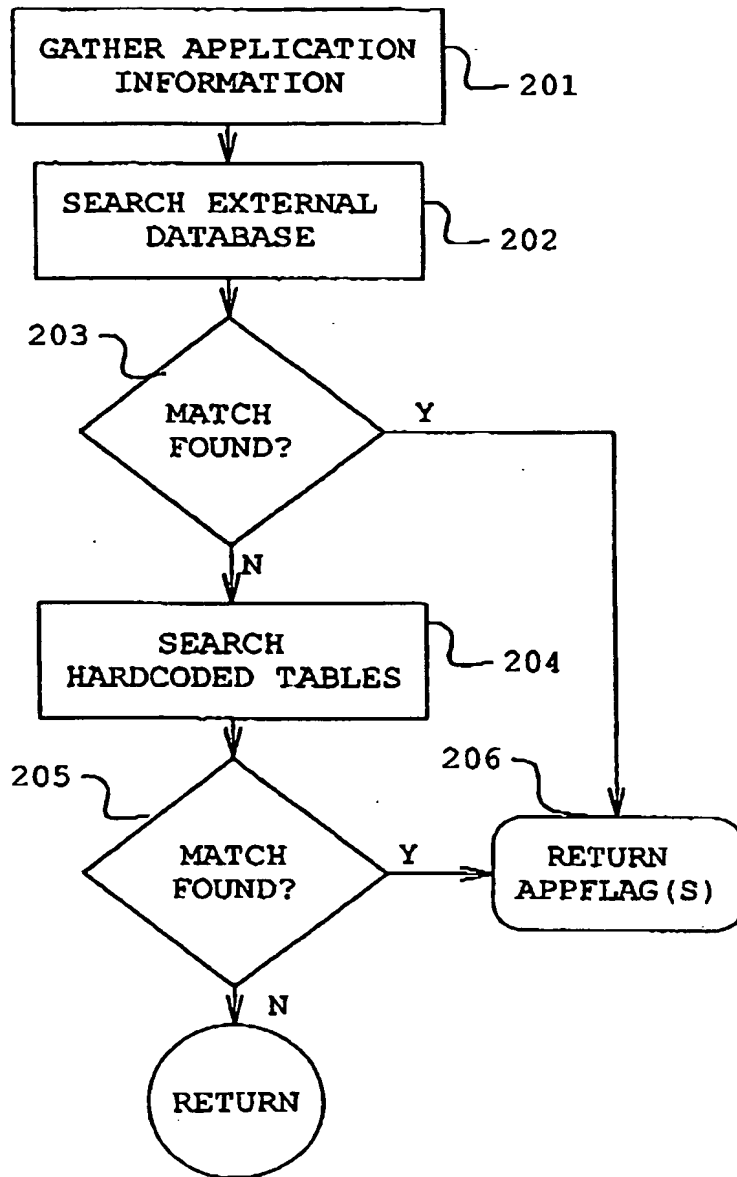 GATHER APPLICATION
INFORMATION
201
SEARCH EXTERNAL
DATABASE
202
203
MATCH
FOUND?
Y
N
SEARCH
HARDCODED TABLES
204
205
MATCH
FOUND?
Y
206
RETURN
APPFLAG(S)
N
RETURN